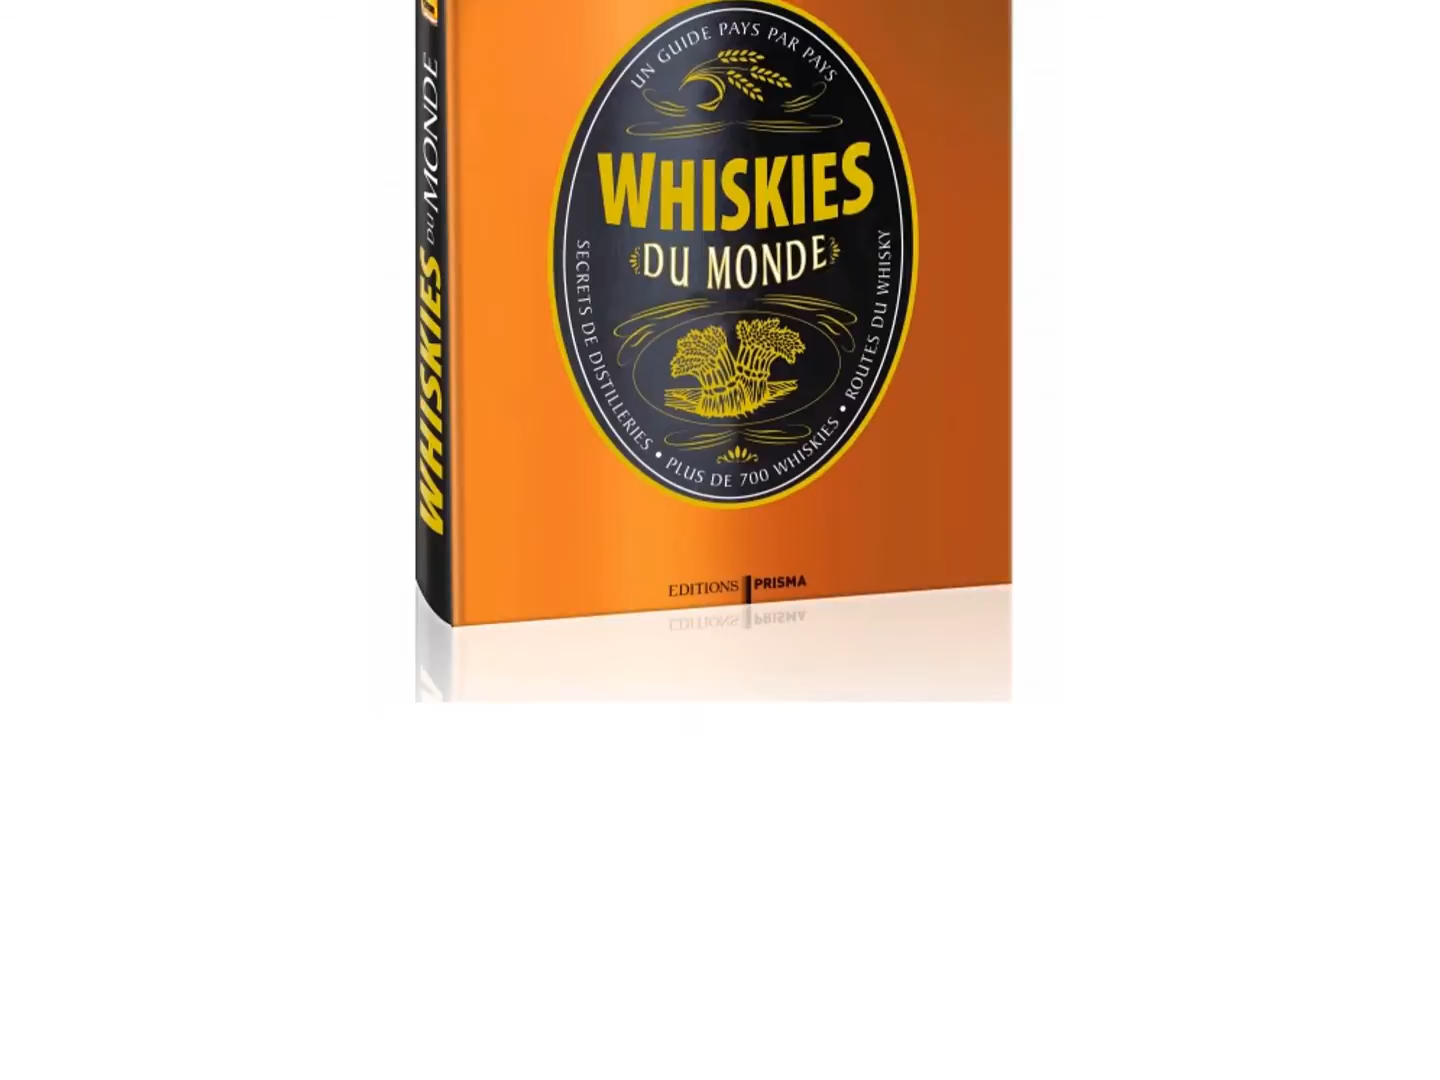 UN GUIDE PAYS PAR PAYS
WHISKIES
DU MONDE
SECRETS DE DISTILLERIES • PLUS DE 700 WHISKIES • ROUTES DU WHISKY
EDITIONS PRISMA
WHISKIES DU MONDE